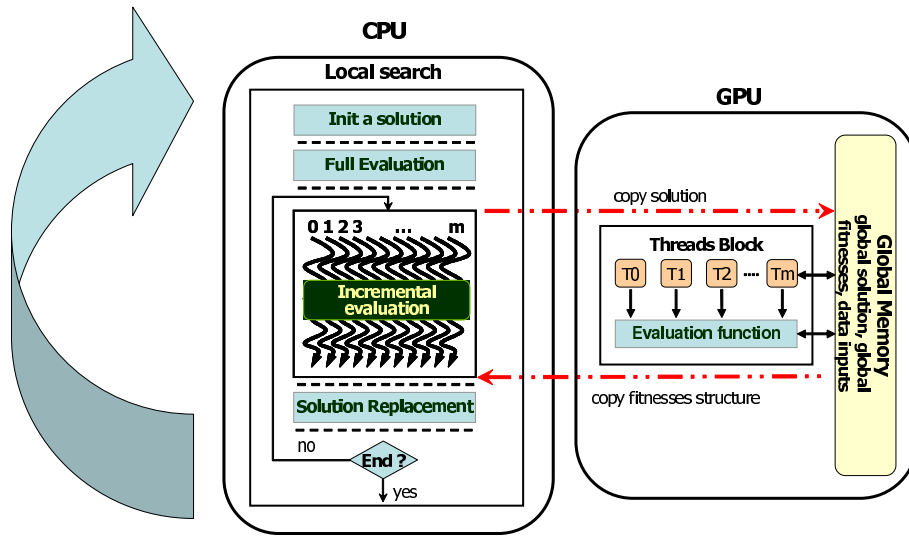 CPU
Local search
Init a solution
Full Evaluation
0 1 2 3 ... m
Incremental
evaluation
Solution Replacement
no
End ?
yes
copy solution
copy fitnesses structure
GPU
Threads Block
T0 T1 T2 ···· Tm
Evaluation function
Global Memory
global solution, global
fitnesses, data inputs